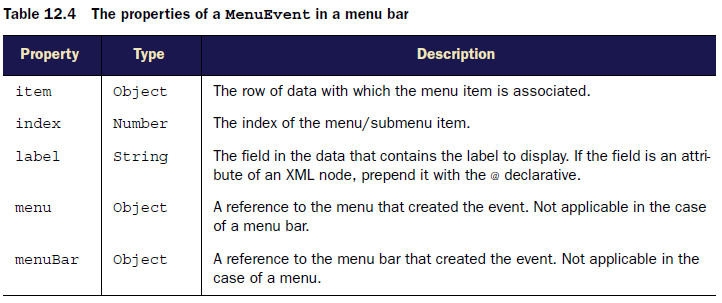 Table 12.4 The properties of a MenuEvent in a menu bar
Property Type Description
item Object The row of data with which the menu item is associated.
index Number The index of the menu/submenu item.
label String The field in the data that contains the label to display. If the field is an attri-
bute of an XML node, prepend it with the @ declarative.
menu Object A reference to the menu that created the event. Not applicable in the case
of a menu bar.
menuBar Object A reference to the menu bar that created the event. Not applicable in the
case of a menu.